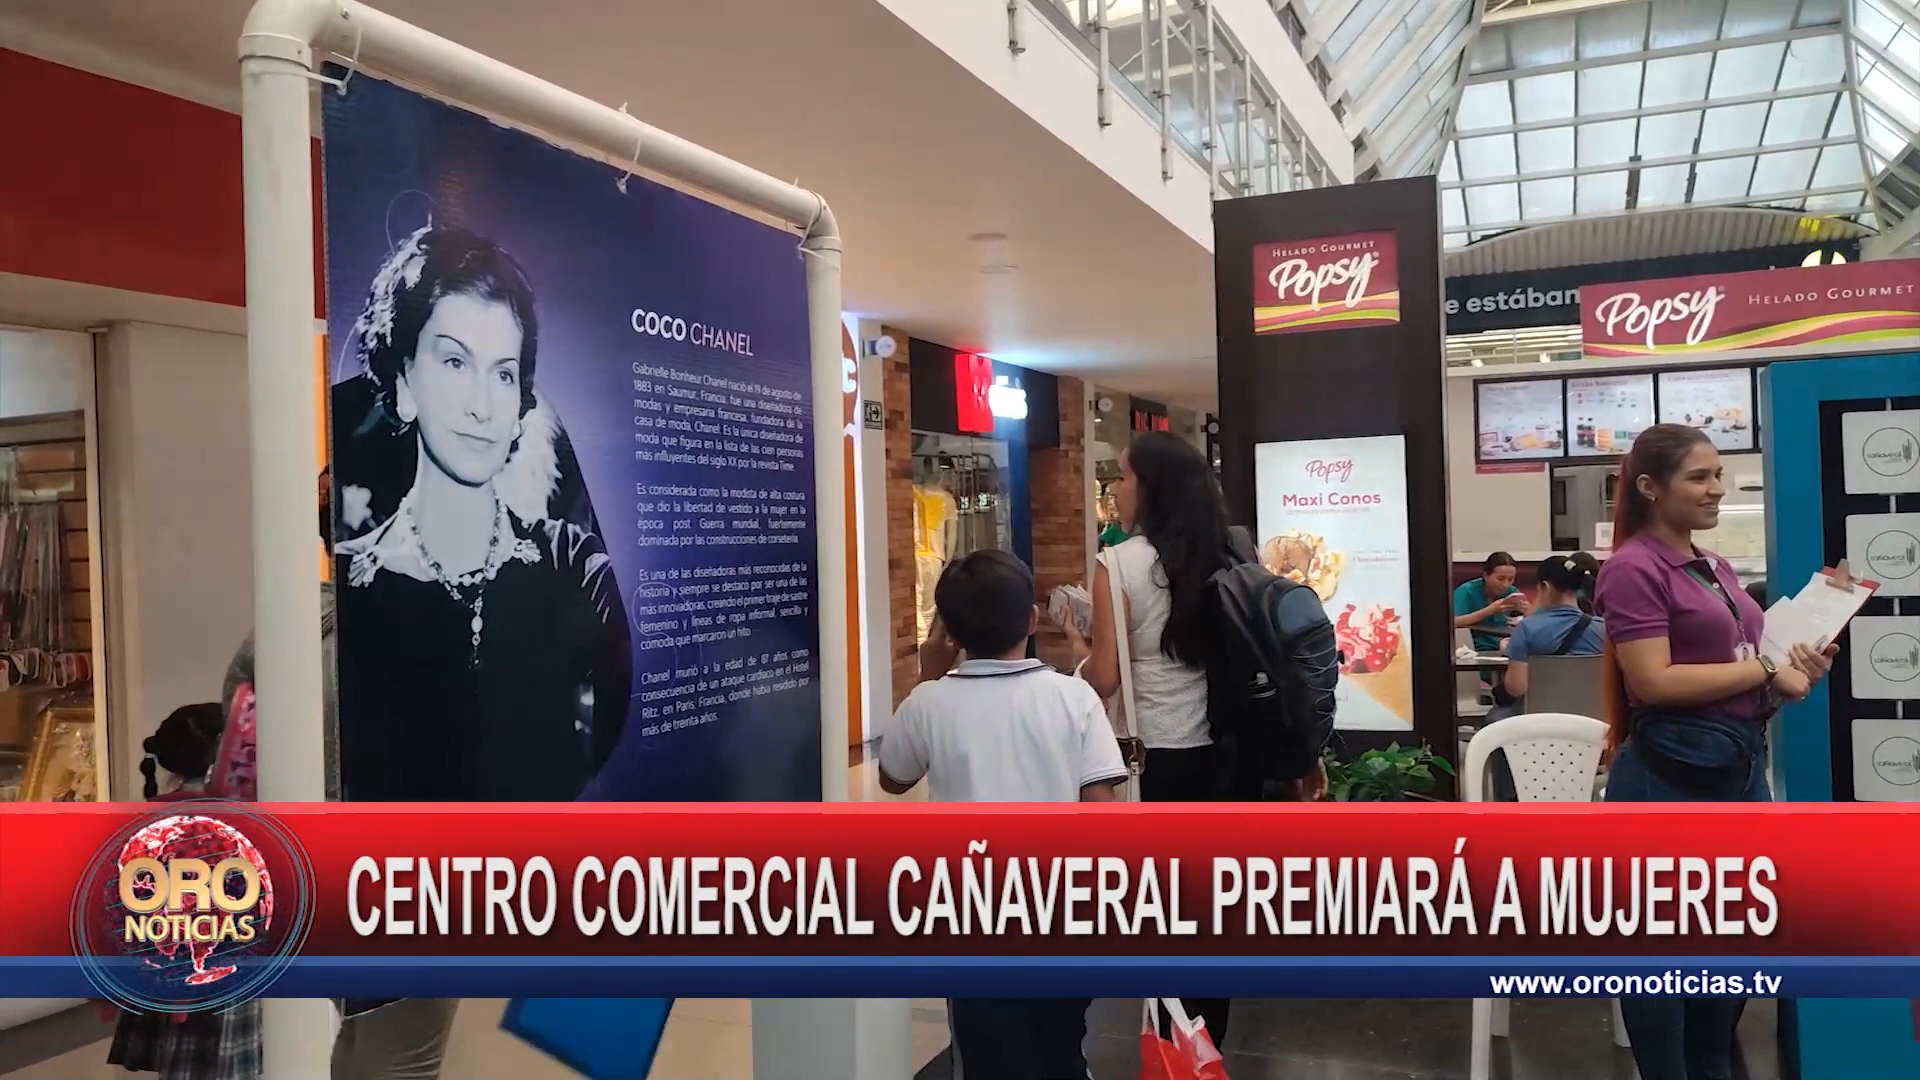 COCO CHANEL
Gabrielle Bonheur Chanel nació el 19 de agosto de
1883 en Saumur, Francia, fue una diseñadora de
modas y empresaria francesa, fundadora de la
casa de moda, Chanel. Es la única diseñadora de
moda que figura en la lista de las cien personas
más influyentes del siglo XX por la revista Time.
Es considerada como la modista de alta costura
que dio la libertad de vestido a la mujer en la
época post Guerra mundial, fuertemente
dominada por las construcciones de corsetería.
Es una de las diseñadoras más reconocidas de la
historia y siempre se destacó por ser una de las
más innovadoras, creando el primer traje de sastre
femenino y líneas de ropa informal, sencilla y
cómoda que marcaron un hito.
Chanel murió a la edad de 87 años como
consecuencia de un ataque cardíaco en el Hotel
Ritz, en París, Francia, donde había residido por
más de treinta años.
HELADO GOURMET
Popsy
e estában
Popsy HELADO GOURMET
Popsy
Maxi Conos
cañaveral
cañaveral
cañaveral
cañaveral
ORO
NOTICIAS
CENTRO COMERCIAL CAÑAVERAL PREMIARÁ A MUJERES
www.oronoticias.tv